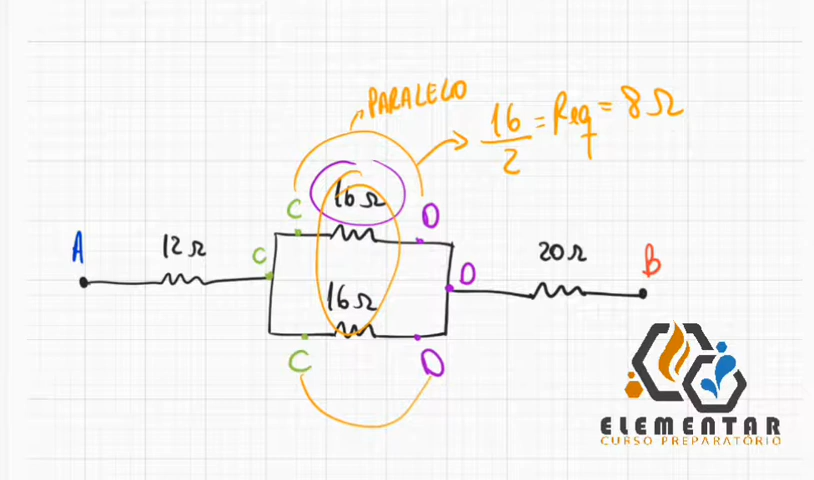 PARALELO
16/2 = Req = 8 Ω
16 Ω
C
D
A
12 Ω
C
D
20 Ω
B
16 Ω
C
D
ELEMENTAR
CURSO PREPARATÓRIO